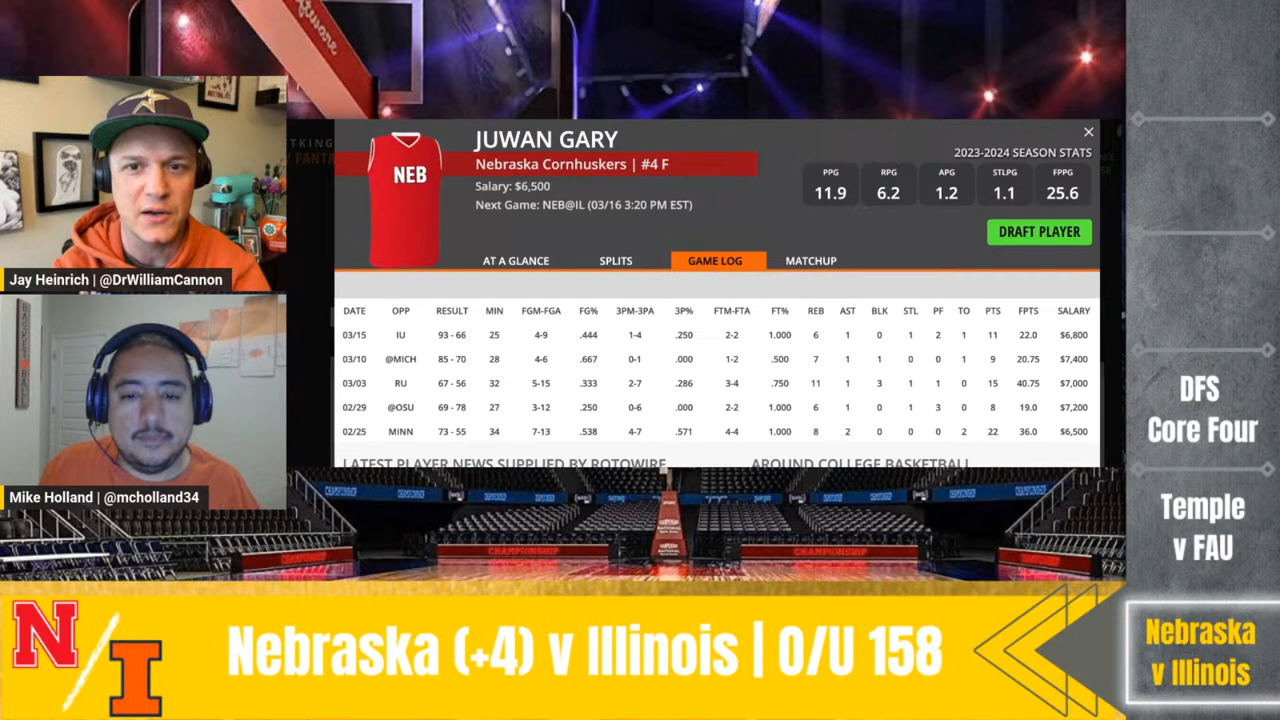 JUWAN GARY
Nebraska Cornhuskers | #4 F
Salary: $6,500
Next Game: NEB@IL (03/16 3:20 PM EST)
NEB
2023-2024 SEASON STATS
PPG RPG APG STLPG FPPG
11.9 6.2 1.2 1.1 25.6
DRAFT PLAYER
AT A GLANCE SPLITS GAME LOG MATCHUP
DATE OPP RESULT MIN FGM-FGA FG% 3PM-3PA 3P% FTM-FTA FT% REB AST BLK STL PF TO PTS FPTS SALARY
03/15 IU 93 - 66 25 4-9 .444 1-4 .250 2-2 1.000 6 1 0 1 2 1 11 22.0 $6,800
03/10 @MICH 85 - 70 28 4-6 .667 0-1 .000 1-2 .500 7 1 1 0 0 1 9 20.75 $7,400
03/03 RU 67 - 56 32 5-15 .333 2-7 .286 3-4 .750 11 1 3 1 1 0 15 40.75 $7,000
02/29 @OSU 69 - 78 27 3-12 .250 0-6 .000 2-2 1.000 6 1 0 1 3 0 8 19.0 $7,200
02/25 MINN 73 - 55 34 7-13 .538 4-7 .571 4-4 1.000 8 2 0 0 0 2 22 36.0 $6,500
LATEST PLAYER NEWS SUPPLIED BY ROTOWIRE AROUND COLLEGE BASKETBALL
Jay Heinrich | @DrWilliamCannon
Mike Holland | @mcholland34
CHAMPIONSHIP
CHAMPIONSHIP
CHAMPIONSHIP
CHAMPIONSHIP
N / I
Nebraska (+4) v Illinois | O/U 158
DFS
Core Four
Temple
v FAU
Nebraska
v Illinois